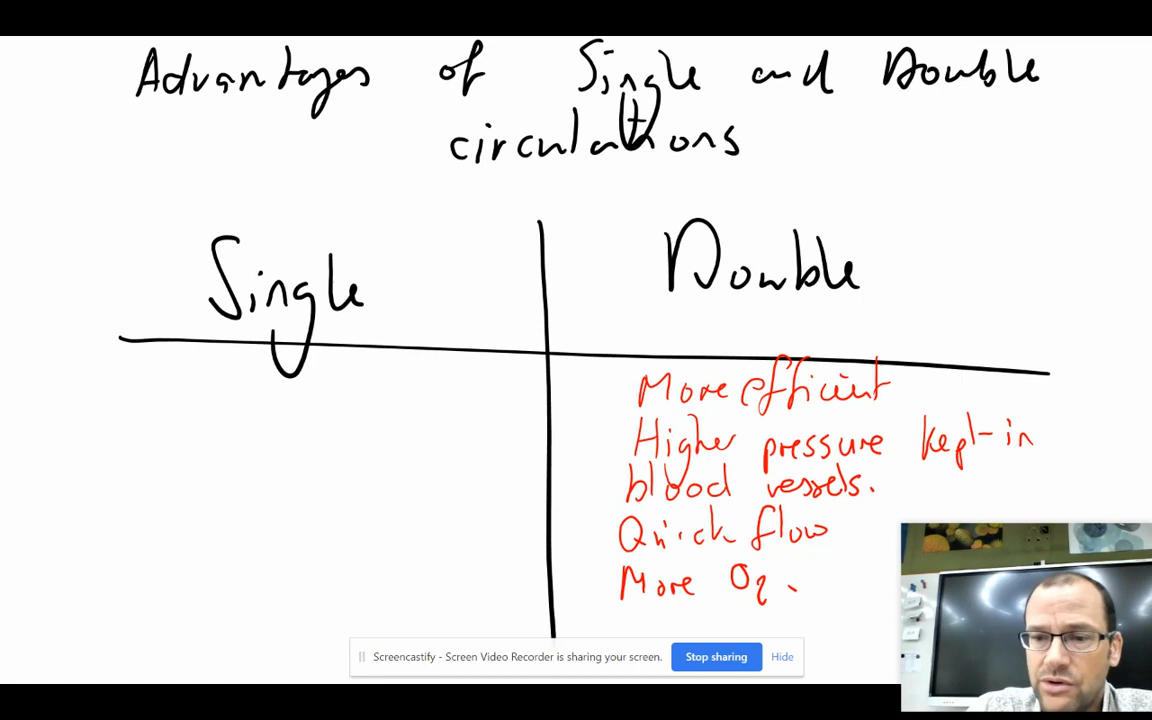 Advantages of Single and Double
circulations
Single
Double
More efficient
Higher pressure kept in
blood vessels.
Quick flow
More O2
Screencastify - Screen Video Recorder is sharing your screen.
Stop sharing
Hide